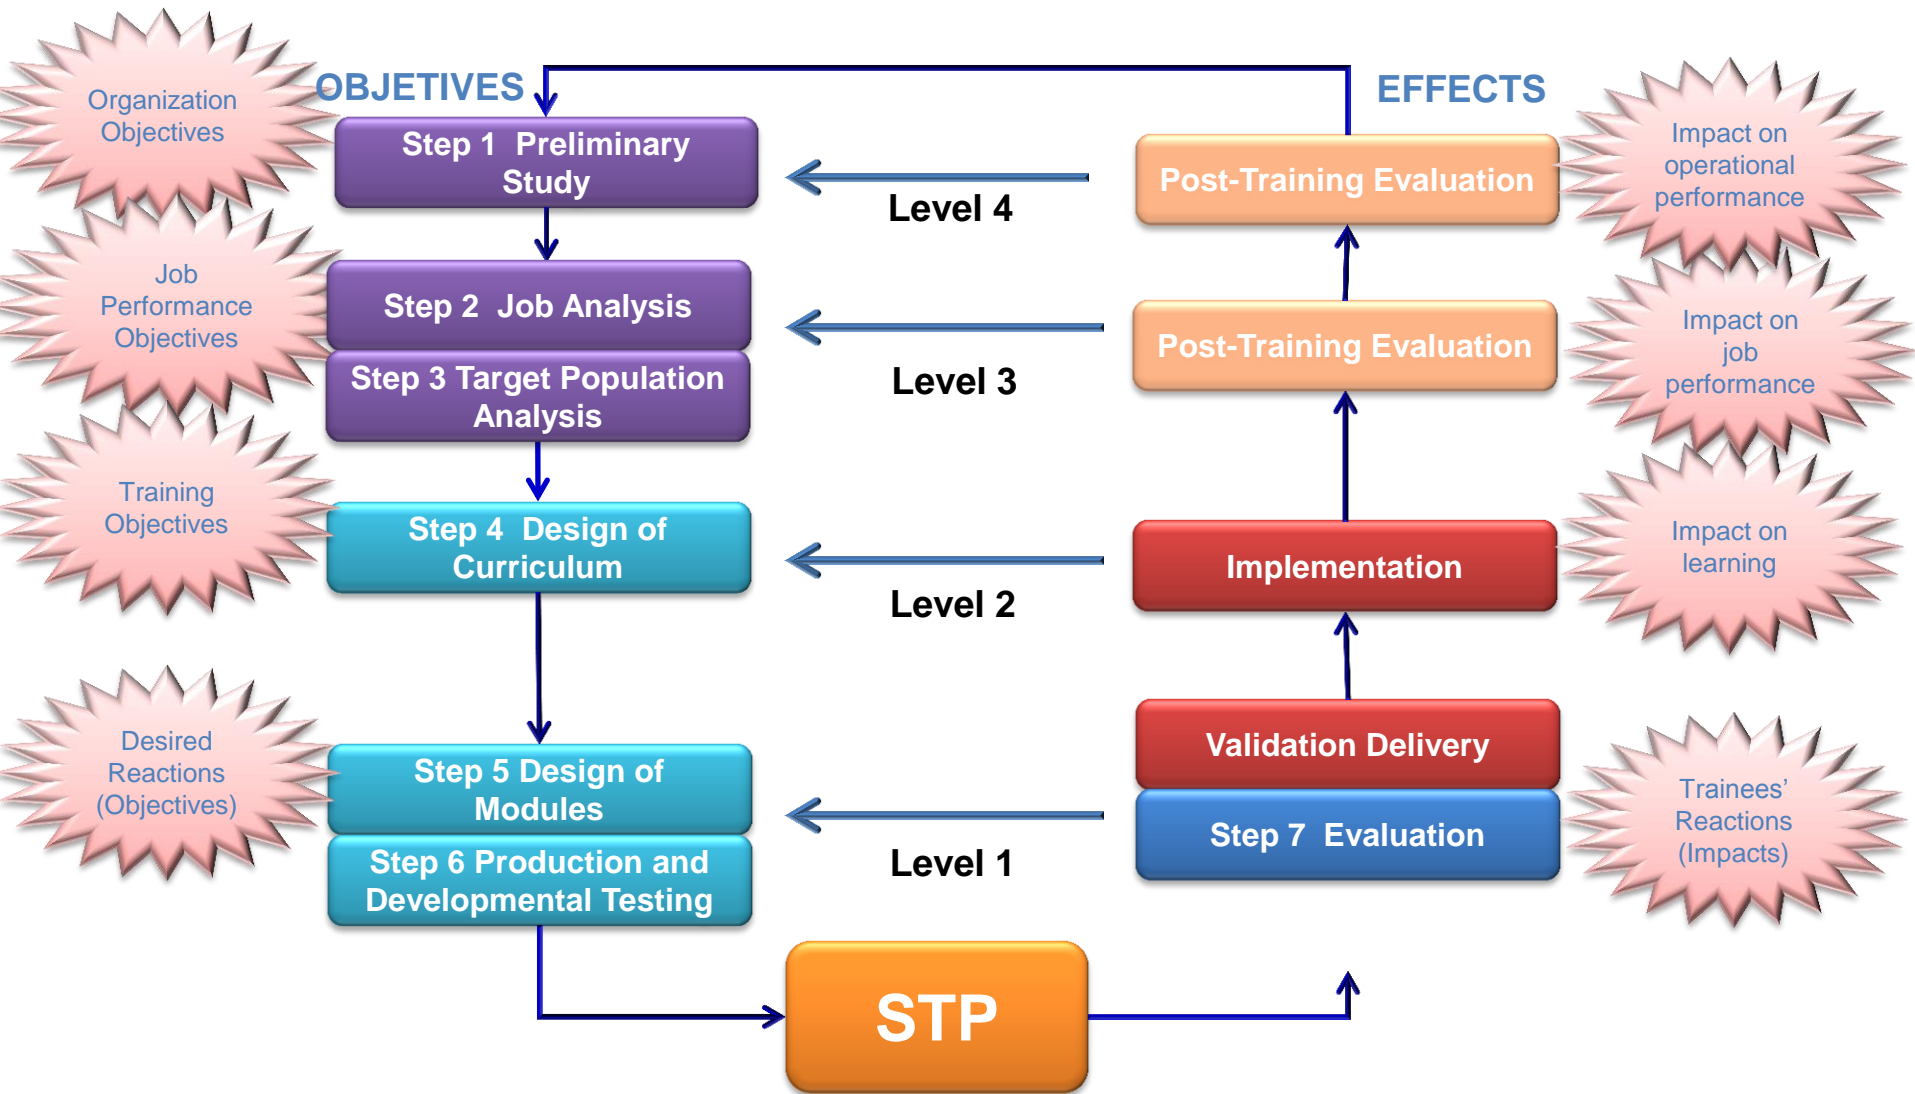 OBJETIVES
EFFECTS
Organization
Objectives
Step 1  Preliminary
Study
Level 4
Post-Training Evaluation
Impact on
operational
performance
Job
Performance
Objectives
Step 2  Job Analysis
Step 3 Target Population
Analysis
Level 3
Post-Training Evaluation
Impact on
job
performance
Training
Objectives
Step 4  Design of
Curriculum
Level 2
Implementation
Impact on
learning
Desired
Reactions
(Objectives)
Step 5 Design of
Modules
Step 6 Production and
Developmental Testing
Level 1
Validation Delivery
Step 7  Evaluation
Trainees’
Reactions
(Impacts)
STP